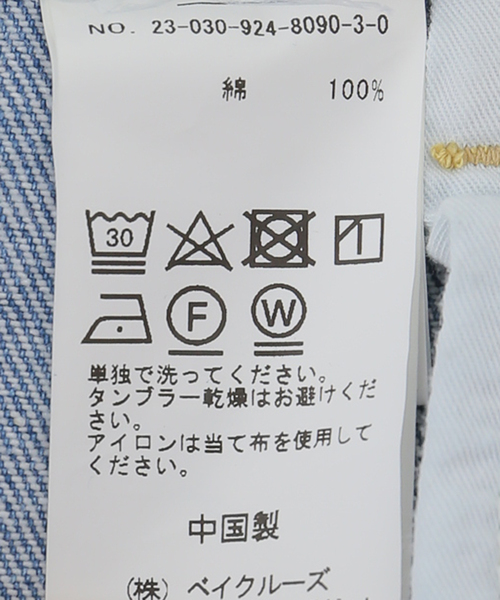 NO. 23-030-924-8090-3-0
綿 100%
30
F W
単独で洗ってください。
タンブラー乾燥はお避けくだ
さい。
アイロンは当て布を使用して
ください。
中国製
(株) ベイクルーズ